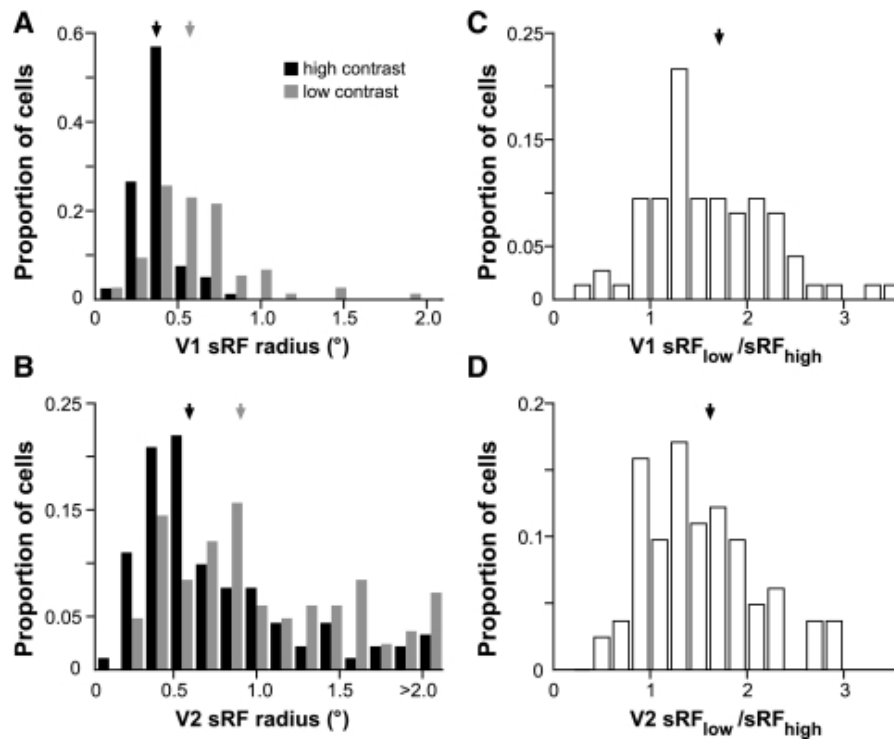 A
0.6
0.4
0.2
0
Proportion of cells
high contrast
low contrast
0
0.5
1.0
1.5
2.0
V1 sRF radius (°)
C
0.25
0.15
0.05
0
Proportion of cells
0
1
2
3
V1 sRFlow /sRFhigh
B
0.25
0.15
0.05
0
Proportion of cells
0
0.5
1.0
1.5
>2.0
V2 sRF radius (°)
D
0.2
0.1
0
Proportion of cells
0
1
2
3
V2 sRFlow /sRFhigh